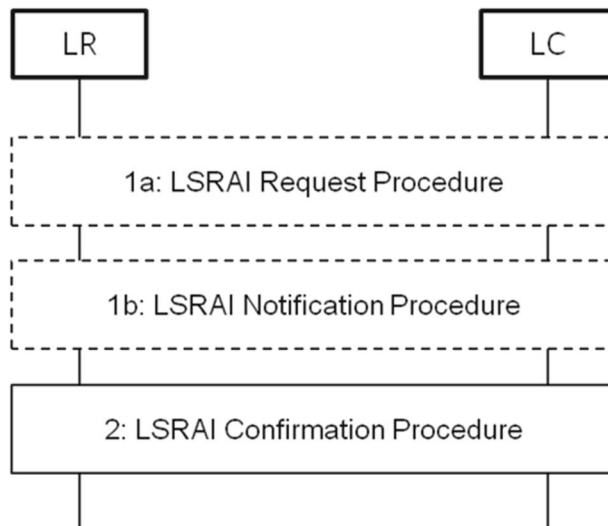 LR
LC
1a: LSRAI Request Procedure
1b: LSRAI Notification Procedure
2: LSRAI Confirmation Procedure